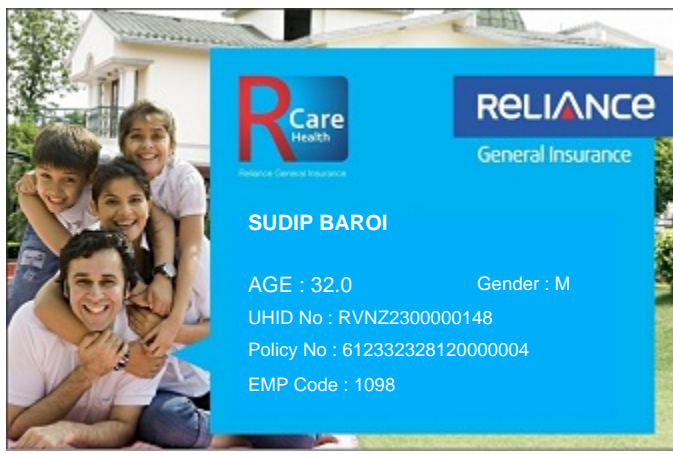 R Care
Health
Reliance General Insurance
RELIANCE
General Insurance
SUDIP BAROI
AGE : 32.0 Gender : M
UHID No : RVNZ2300000148
Policy No : 612332328120000004
EMP Code : 1098